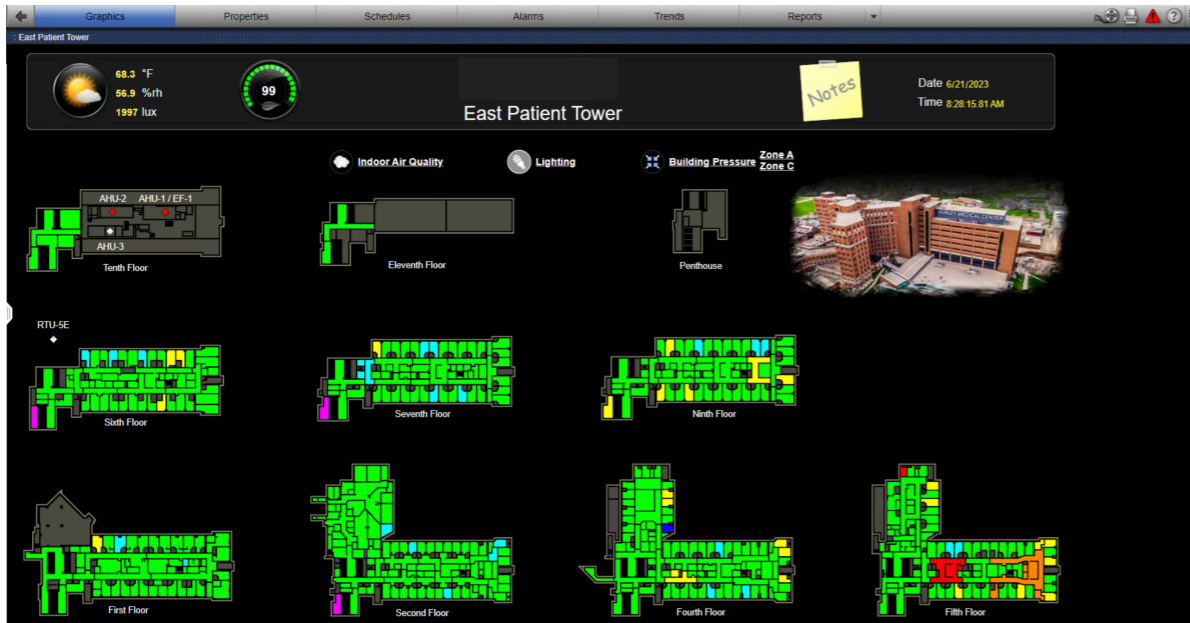 Graphics
Properties
Schedules
Alarms
Trends
Reports
: East Patient Tower
68.3 °F
56.9 %rh
1997 lux
99
East Patient Tower
Notes
Date 6/21/2023
Time 8:28:15.81 AM
Indoor Air Quality
Lighting
Building Pressure
Zone A
Zone C
AHU-2 AHU-1 / EF-1
AHU-3
Tenth Floor
Eleventh Floor
Penthouse
HURLEY MEDICAL CENTER
RTU-5E
Sixth Floor
Seventh Floor
Ninth Floor
First Floor
Second Floor
Fourth Floor
Fifth Floor